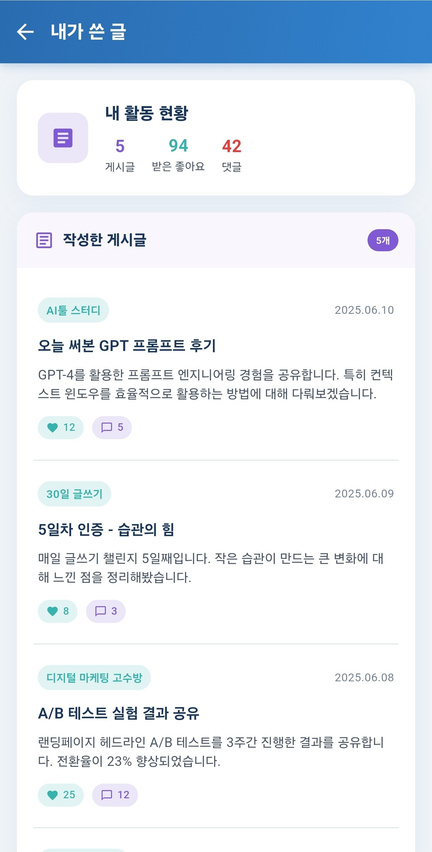 내가 쓴 글
내 활동 현황
5 94 42
게시글 받은 좋아요 댓글
작성한 게시글 5개
AI툴 스터디 2025.06.10
오늘 써본 GPT 프롬프트 후기
GPT-4를 활용한 프롬프트 엔지니어링 경험을 공유합니다. 특히 컨텍
스트 윈도우를 효율적으로 활용하는 방법에 대해 다뤄보겠습니다.
12 5
30일 글쓰기 2025.06.09
5일차 인증 - 습관의 힘
매일 글쓰기 챌린지 5일째입니다. 작은 습관이 만드는 큰 변화에 대
해 느낀 점을 정리해봤습니다.
8 3
디지털 마케팅 고수방 2025.06.08
A/B 테스트 실험 결과 공유
랜딩페이지 헤드라인 A/B 테스트를 3주간 진행한 결과를 공유합니
다. 전환율이 23% 향상되었습니다.
25 12